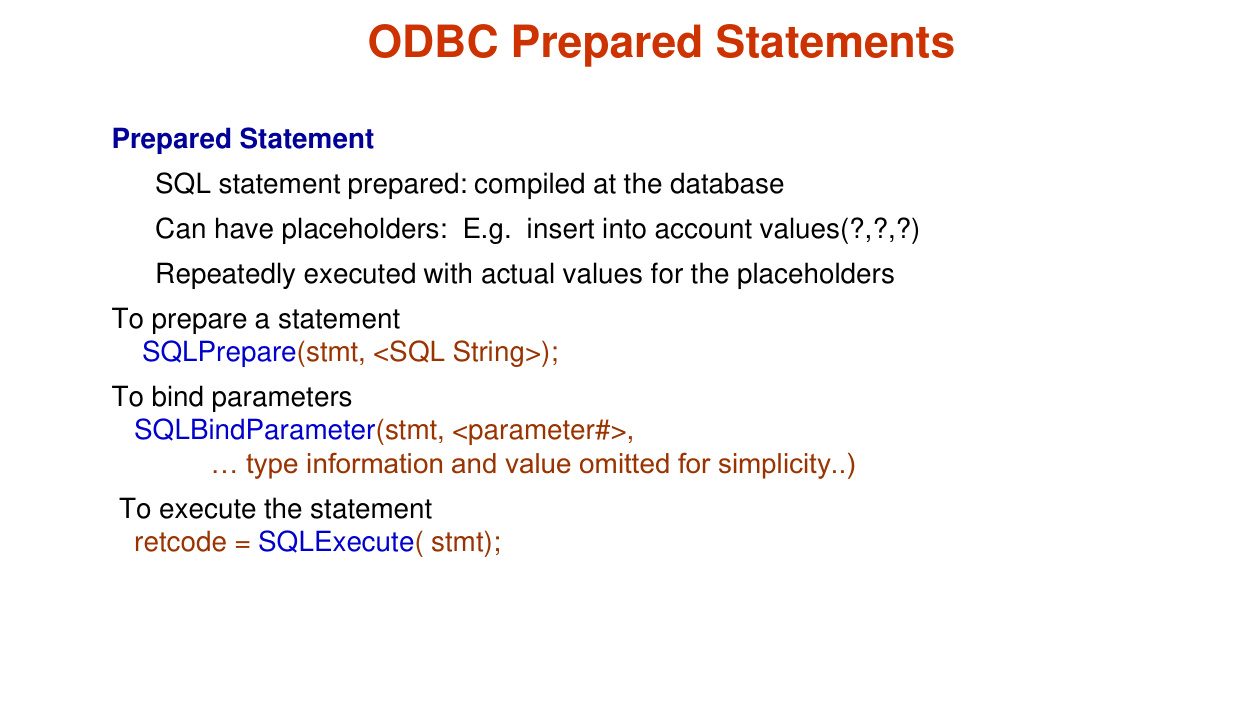 ODBC Prepared Statements
Prepared Statement
SQL statement prepared: compiled at the database
Can have placeholders:  E.g.  insert into account values(?,?,?)
Repeatedly executed with actual values for the placeholders
To prepare a statement
SQLPrepare(stmt, <SQL String>);
To bind parameters
SQLBindParameter(stmt, <parameter#>,
… type information and value omitted for simplicity..)
To execute the statement
retcode = SQLExecute( stmt);